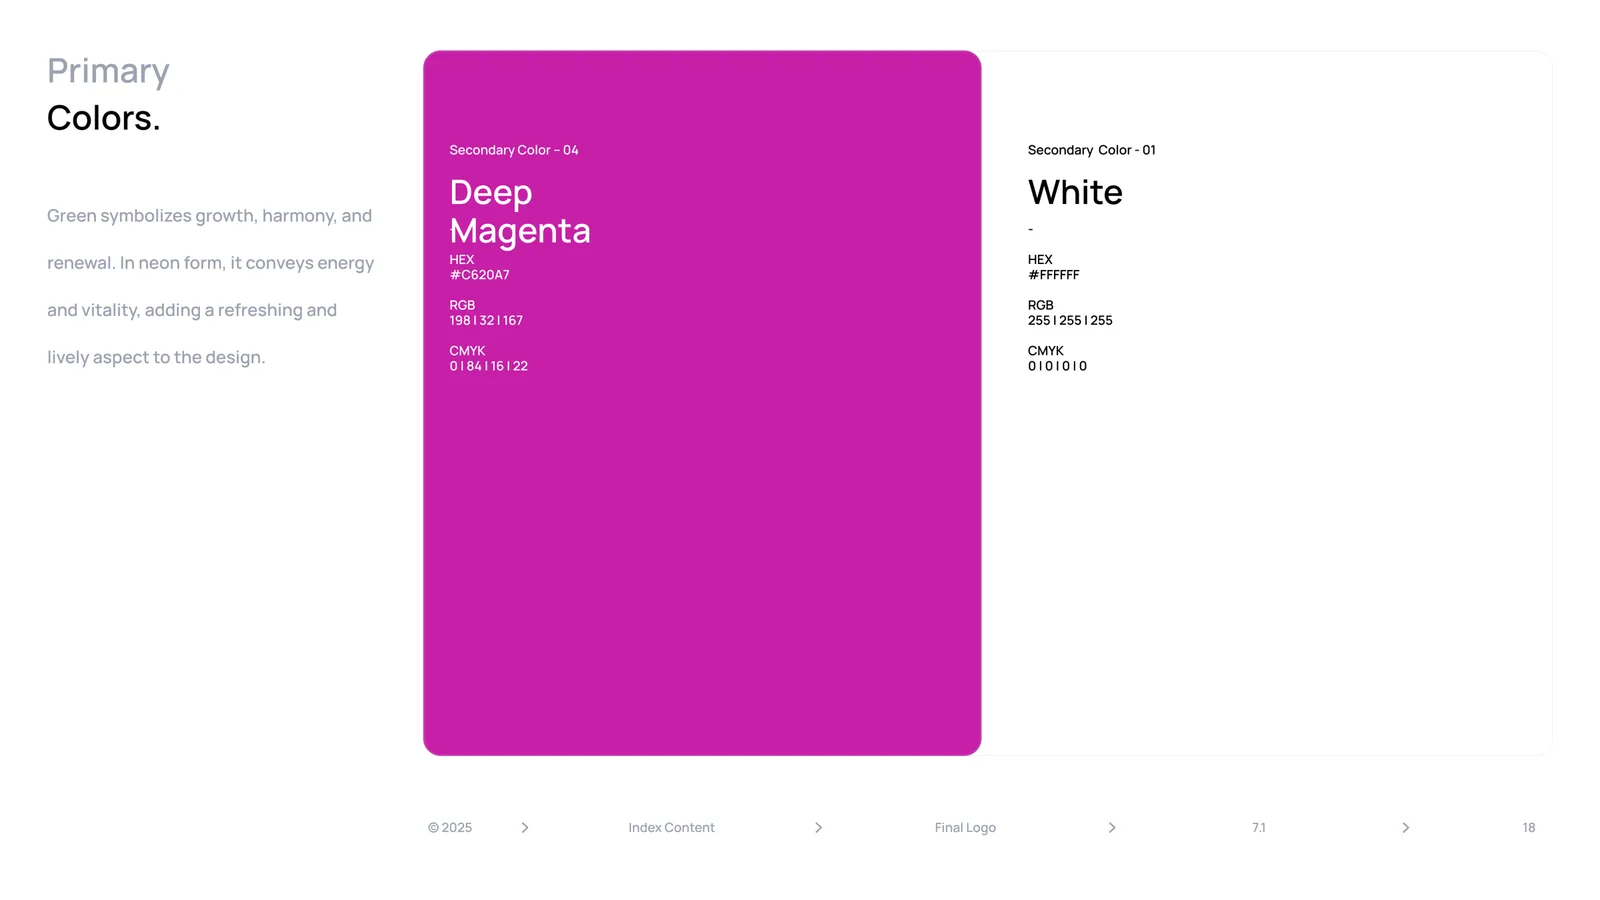 Primary
Colors.
Green symbolizes growth, harmony, and
renewal. In neon form, it conveys energy
and vitality, adding a refreshing and
lively aspect to the design.
Secondary Color – 04
Deep
Magenta
-
HEX
#C620A7
RGB
198 | 32 | 167
CMYK
0 | 84 | 16 | 22
Secondary  Color - 01
White
-
HEX
#FFFFFF
RGB
255 | 255 | 255
CMYK
0 | 0 | 0 | 0
© 2025 > Index Content > Final Logo > 7.1 > 18